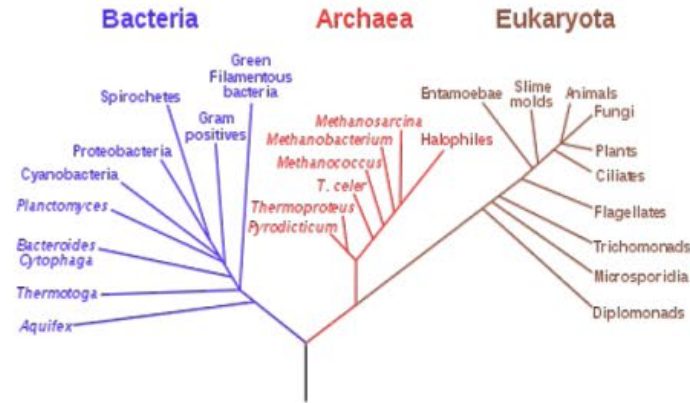 Bacteria
Archaea
Eukaryota
Green
Filamentous
bacteria
Spirochetes
Gram
positives
Proteobacteria
Cyanobacteria
Planctomyces
Bacteroides
Cytophaga
Thermotoga
Aquifex
Methanosarcina
Methanobacterium
Halophiles
Methanococcus
T. celer
Thermoproteus
Pyrodicticum
Entamoebae
Slime
molds
Animals
Fungi
Plants
Ciliates
Flagellates
Trichomonads
Microsporidia
Diplomonads